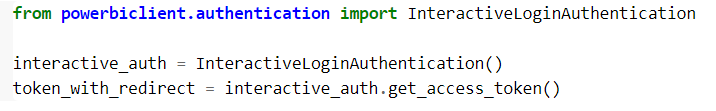 from powerbiclient.authentication import InteractiveLoginAuthentication
interactive_auth = InteractiveLoginAuthentication()
token_with_redirect = interactive_auth.get_access_token()